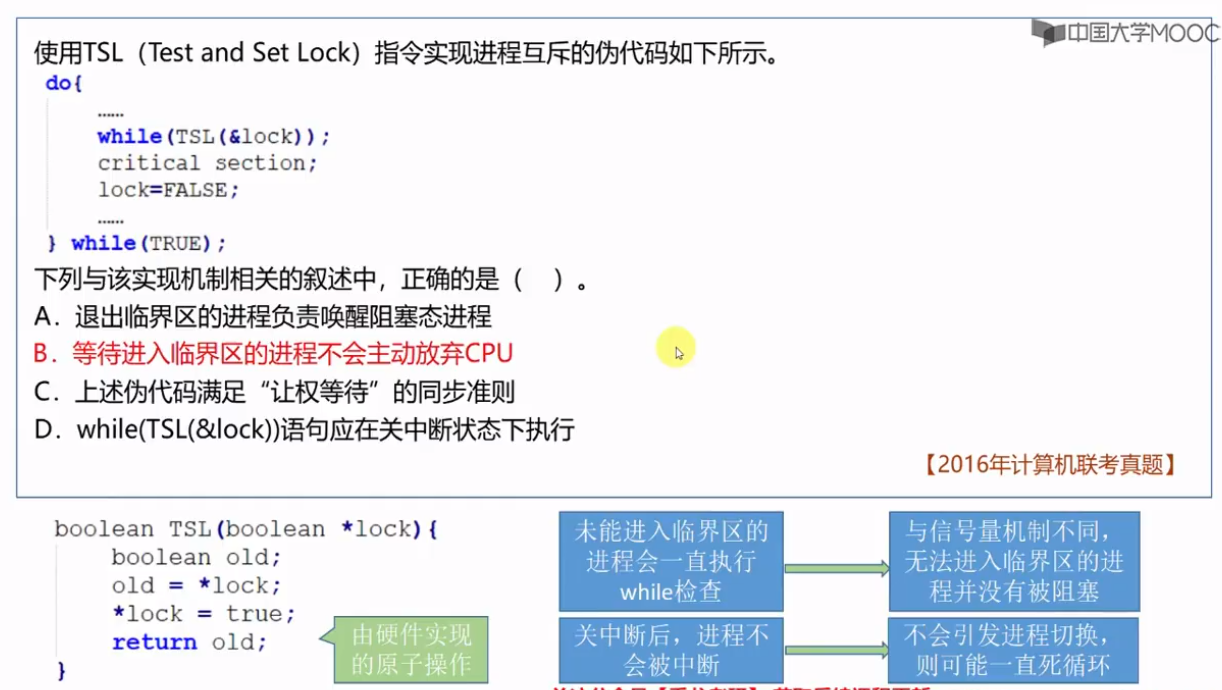 中国大学MOOC
使用TSL（Test and Set Lock）指令实现进程互斥的伪代码如下所示。
do{
……
while(TSL(&lock));
critical section;
lock=FALSE;
……
} while(TRUE);
下列与该实现机制相关的叙述中，正确的是（　）。
A．退出临界区的进程负责唤醒阻塞态进程
B．等待进入临界区的进程不会主动放弃CPU
C．上述伪代码满足“让权等待”的同步准则
D．while(TSL(&lock))语句应在关中断状态下执行
【2016年计算机联考真题】
boolean TSL(boolean *lock){
boolean old;
old = *lock;
*lock = true;
return old;
}
由硬件实现
的原子操作
未能进入临界区的
进程会一直执行
while检查
与信号量机制不同，
无法进入临界区的进
程并没有被阻塞
关中断后，进程不
会被中断
不会引发进程切换，
则可能一直死循环